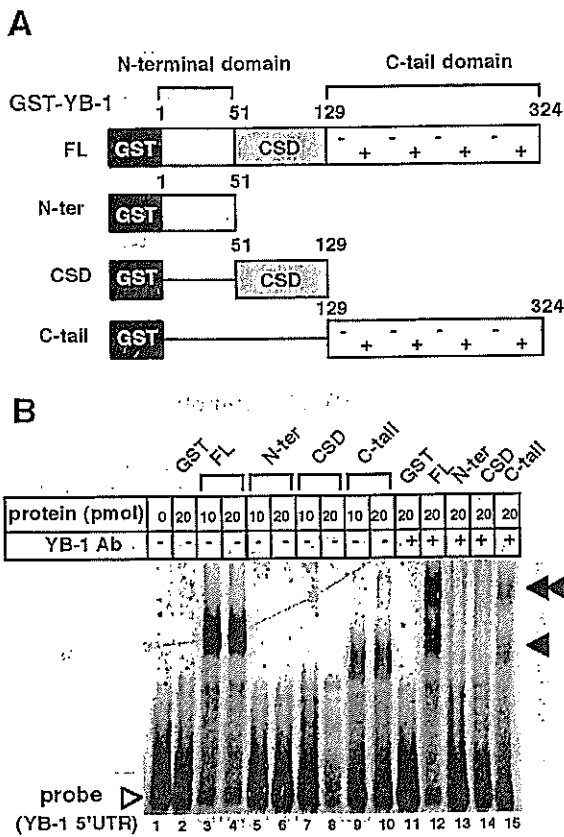 A
N-terminal domain C-tail domain
GST-YB-1 1 51 129 324
FL GST CSD - + - + - + - +
1 51
N-ter GST
51 129
CSD GST CSD
129 324
C-tail GST - + - + - + - +
B
GST FL N-ter CSD C-tail GST FL N-ter CSD C-tail
protein (pmol) 0 20 10 20 10 20 10 20 10 20 20 20 20 20 20
YB-1 Ab - - - - - - - - - - + + + + +
probe
(YB-1 5'UTR) 1 2 3 4 5 6 7 8 9 10 11 12 13 14 15